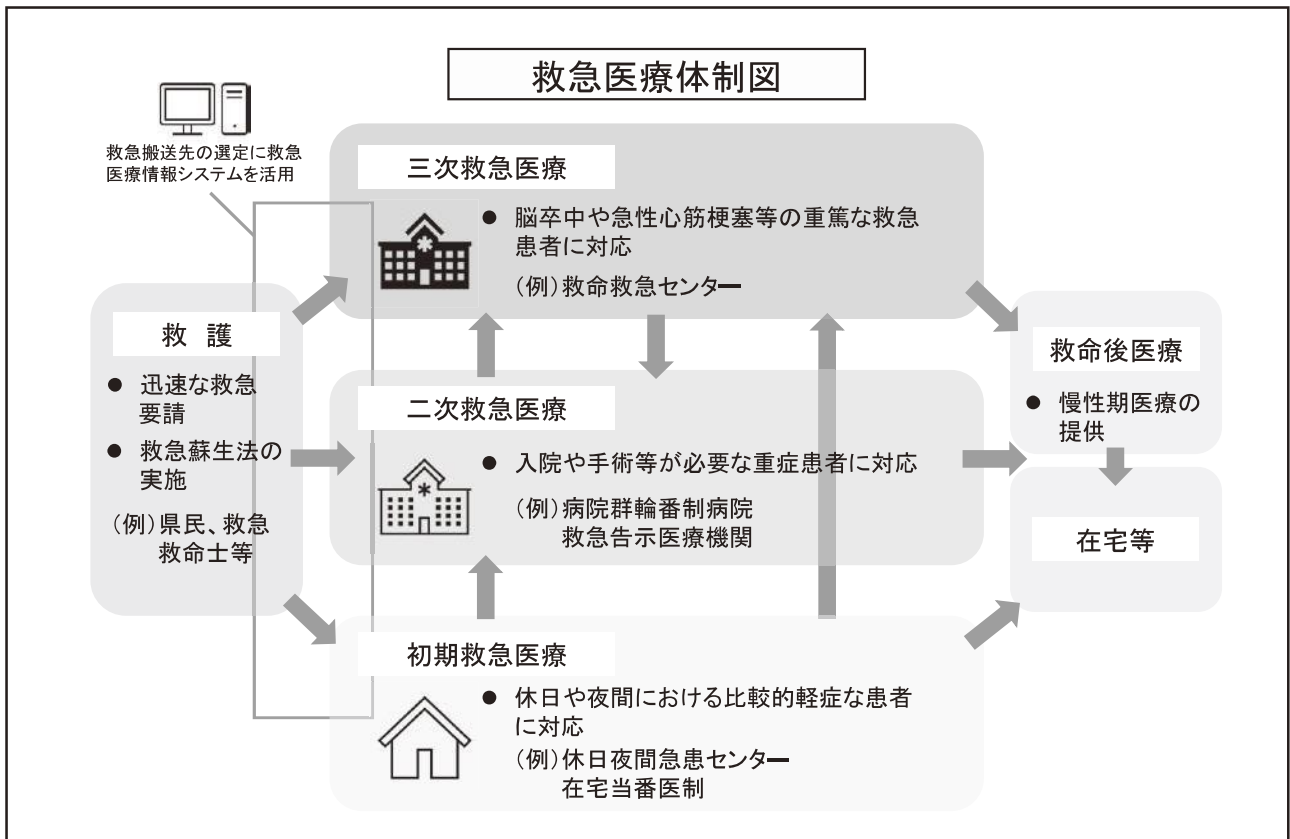 救急医療体制図
救急搬送先の選定に救急
医療情報システムを活用
三次救急医療
● 脳卒中や急性心筋梗塞等の重篤な救急
患者に対応
（例）救命救急センター
救 護
● 迅速な救急
要請
● 救急蘇生法の
実施
（例）県民、救急
救命士等
二次救急医療
● 入院や手術等が必要な重症患者に対応
（例）病院群輪番制病院
救急告示医療機関
初期救急医療
● 休日や夜間における比較的軽症な患者
に対応
（例）休日夜間急患センター
在宅当番医制
救命後医療
● 慢性期医療の
提供
在宅等